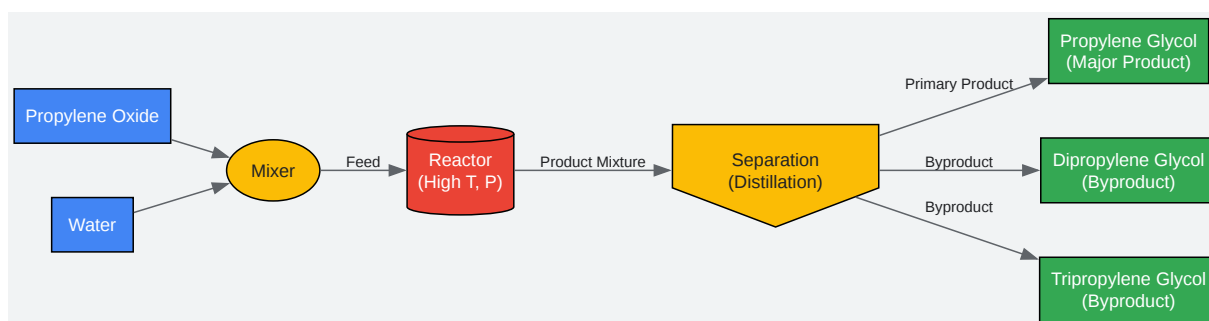 Propylene Oxide
Water
Mixer
Feed
Reactor
(High T, P)
Product Mixture
Separation
(Distillation)
Primary Product
Byproduct
Byproduct
Propylene Glycol
(Major Product)
Dipropylene Glycol
(Byproduct)
Tripropylene Glycol
(Byproduct)